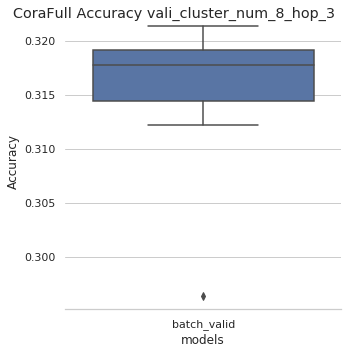 CoraFull Accuracy vali_cluster_num_8_hop_3
0.320
0.315
0.310
0.305
0.300
Accuracy
batch_valid
models